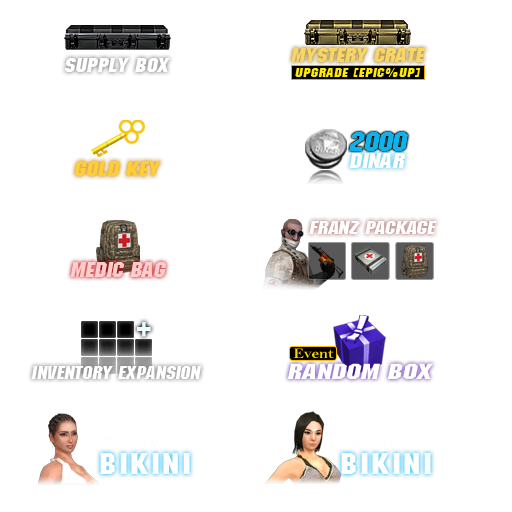 SUPPLY BOX
MYSTERY CRATE
UPGRADE [EPIC%UP]
GOLD KEY
2000
DINAR
MEDIC BAG
FRANZ PACKAGE
INVENTORY EXPANSION
Event
RANDOM BOX
BIKINI
BIKINI